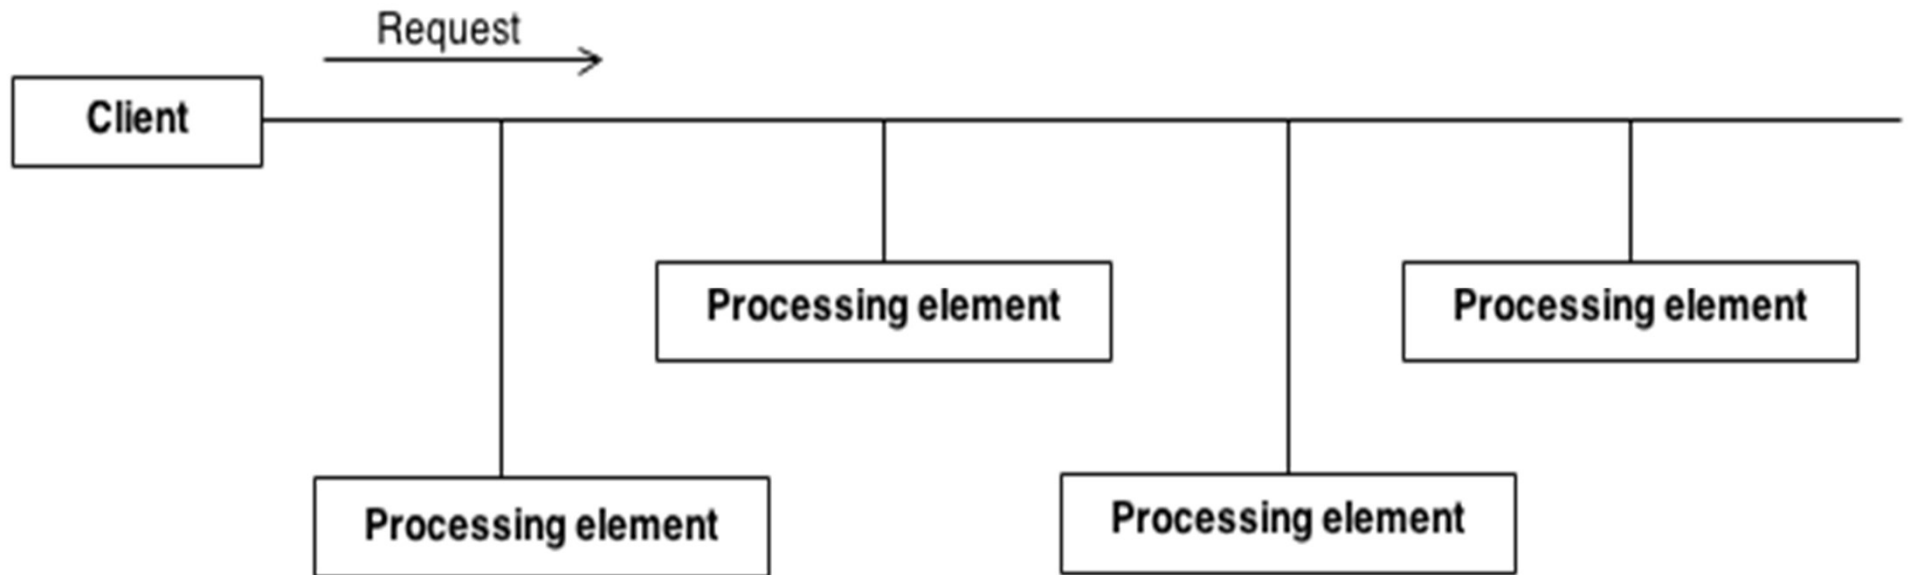 Request
Client
Processing element
Processing element
Processing element
Processing element